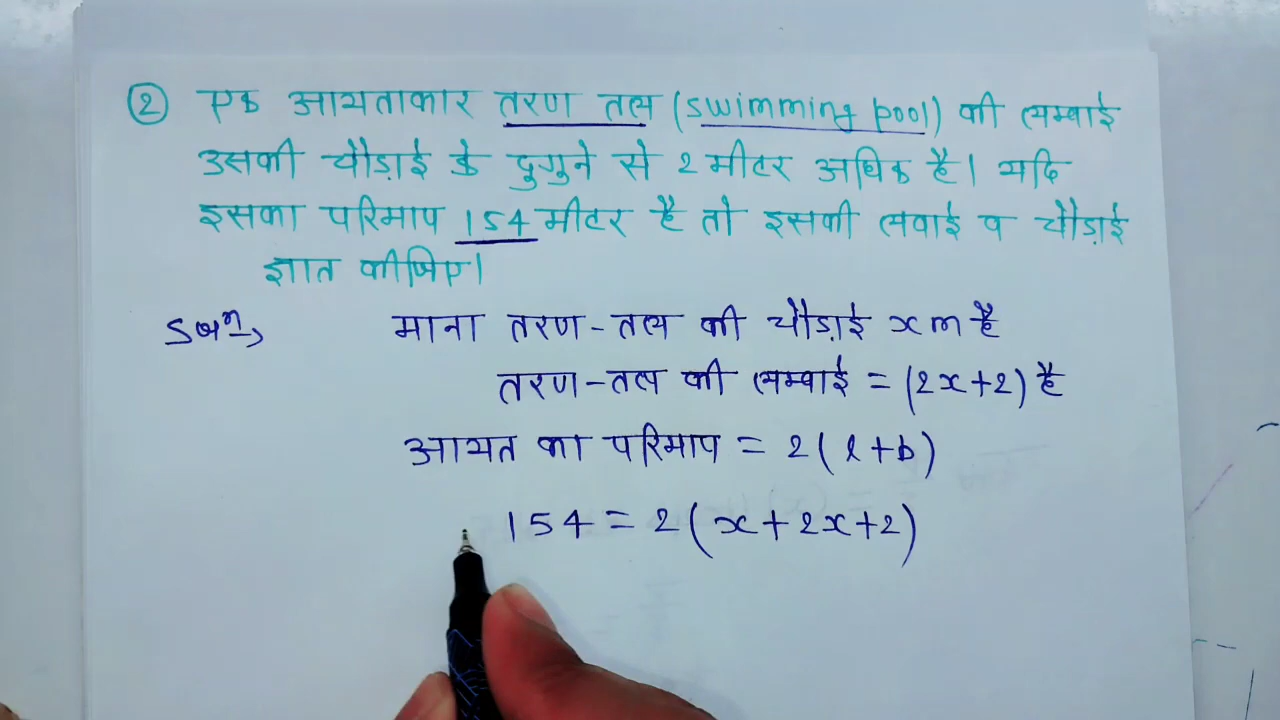 ② एक आयताकार तरण ताल (swimming pool) की लम्बाई
उसकी चौड़ाई के दुगुने से 2 मीटर अधिक है। यदि
इसका परिमाप 154 मीटर है तो इसकी लंबाई व चौड़ाई
ज्ञात कीजिए।
Solⁿ→ माना तरण-ताल की चौड़ाई x m है
तरण-ताल की लम्बाई = (2x+2) है
आयत का परिमाप = 2(l+b)
154 = 2(x+2x+2)